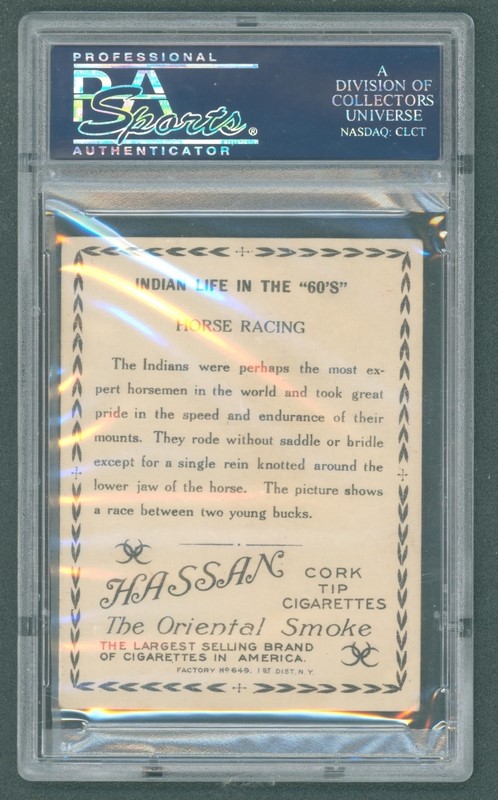 PROFESSIONAL
PSA
Sports®
AUTHENTICATOR
A
DIVISION OF
COLLECTORS
UNIVERSE
NASDAQ: CLCT
INDIAN LIFE IN THE "60'S"
HORSE RACING
The Indians were perhaps the most ex-
pert horsemen in the world and took great
pride in the speed and endurance of their
mounts. They rode without saddle or bridle
except for a single rein knotted around the
lower jaw of the horse. The picture shows
a race between two young bucks.
HASSAN
CORK
TIP
CIGARETTES
The Oriental Smoke
THE LARGEST SELLING BRAND
OF CIGARETTES IN AMERICA.
FACTORY No 649. 1ST DIST. N.Y.